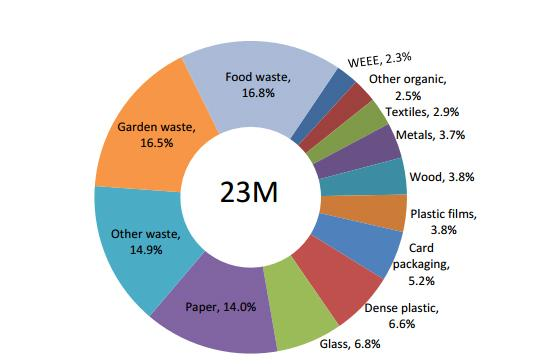 WEEE, 2.3%
Other organic,
2.5%
Textiles, 2.9%
Metals, 3.7%
Wood, 3.8%
Plastic films,
3.8%
Card
packaging,
5.2%
Dense plastic,
6.6%
Glass, 6.8%
Paper, 14.0%
Other waste,
14.9%
Garden waste,
16.5%
Food waste,
16.8%
23M